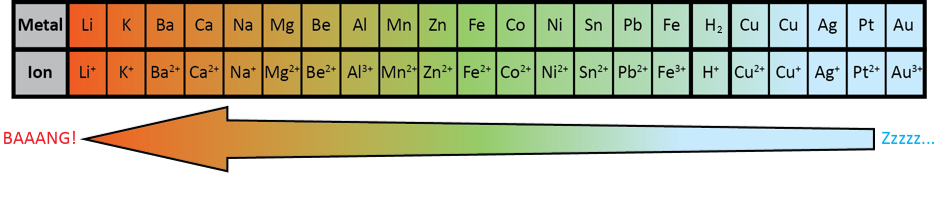 Metal Li K Ba Ca Na Mg Be Al Mn Zn Fe Co Ni Sn Pb Fe H₂ Cu Cu Ag Pt Au
Ion Li⁺ K⁺ Ba²⁺ Ca²⁺ Na⁺ Mg²⁺ Be²⁺ Al³⁺ Mn²⁺ Zn²⁺ Fe²⁺ Co²⁺ Ni²⁺ Sn²⁺ Pb²⁺ Fe³⁺ H⁺ Cu²⁺ Cu⁺ Ag⁺ Pt²⁺ Au³⁺
BAAANG! Zzzzz...